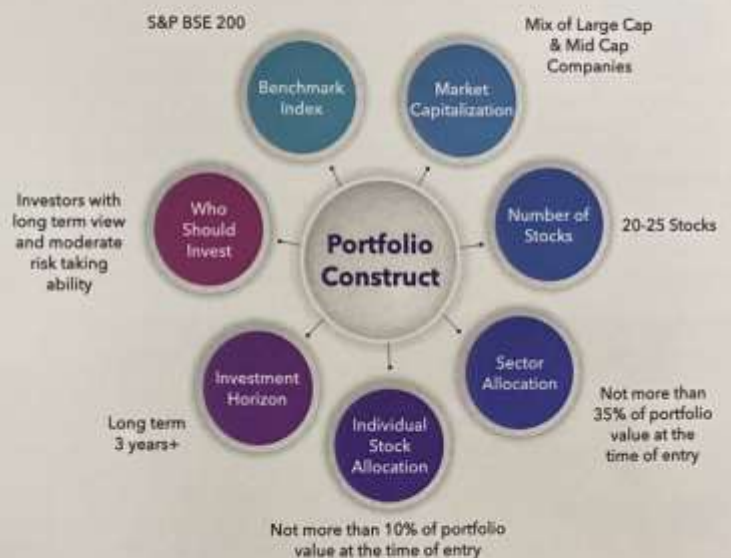 S&P BSE 200
Benchmark
Index
Mix of Large Cap
& Mid Cap
Companies
Market
Capitalization
Investors with
long term view
and moderate
risk taking
ability
Who
Should
Invest
Portfolio
Construct
Number of
Stocks
20-25 Stocks
Investment
Horizon
Long term
3 years+
Sector
Allocation
Not more than
35% of portfolio
value at the
time of entry
Individual
Stock
Allocation
Not more than 10% of portfolio
value at the time of entry